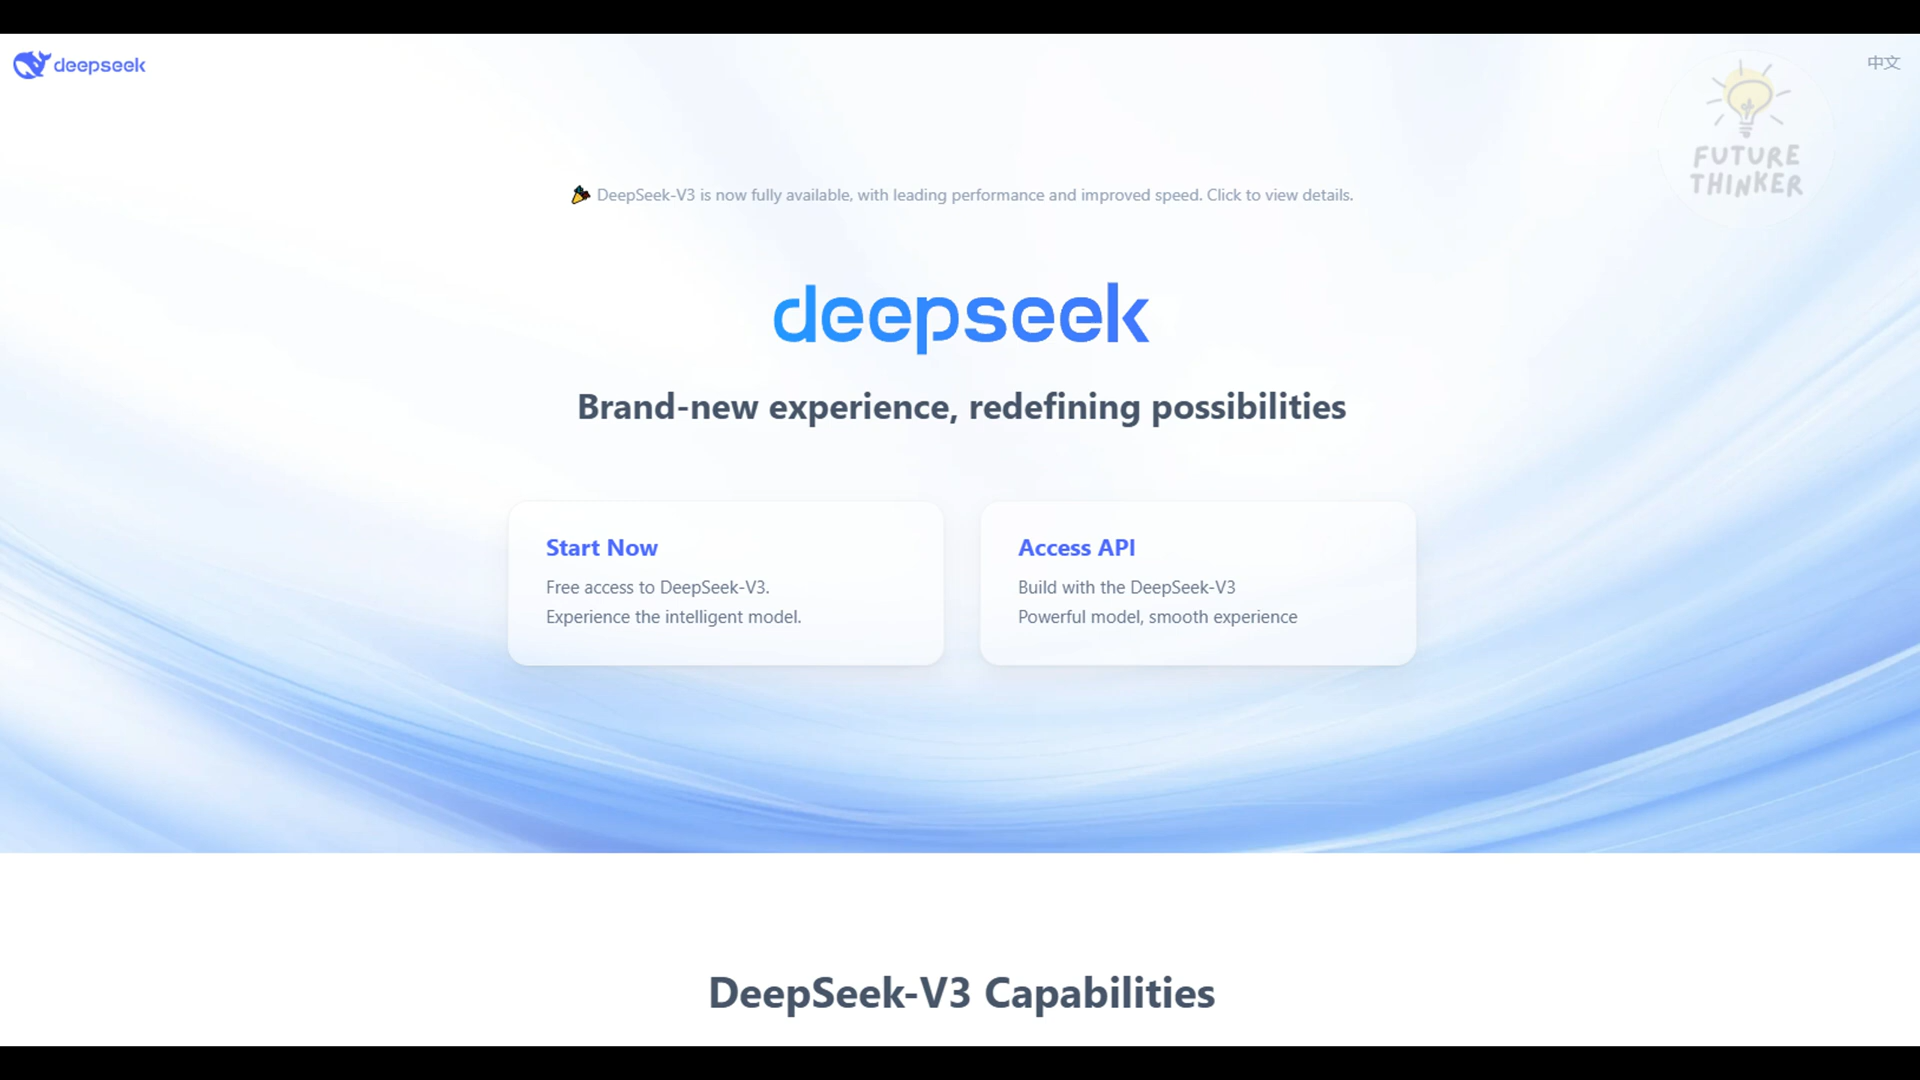 deepseek
中文
FUTURE
THINKER
🎉 DeepSeek-V3 is now fully available, with leading performance and improved speed. Click to view details.
deepseek
Brand-new experience, redefining possibilities
Start Now
Free access to DeepSeek-V3.
Experience the intelligent model.
Access API
Build with the DeepSeek-V3
Powerful model, smooth experience
DeepSeek-V3 Capabilities